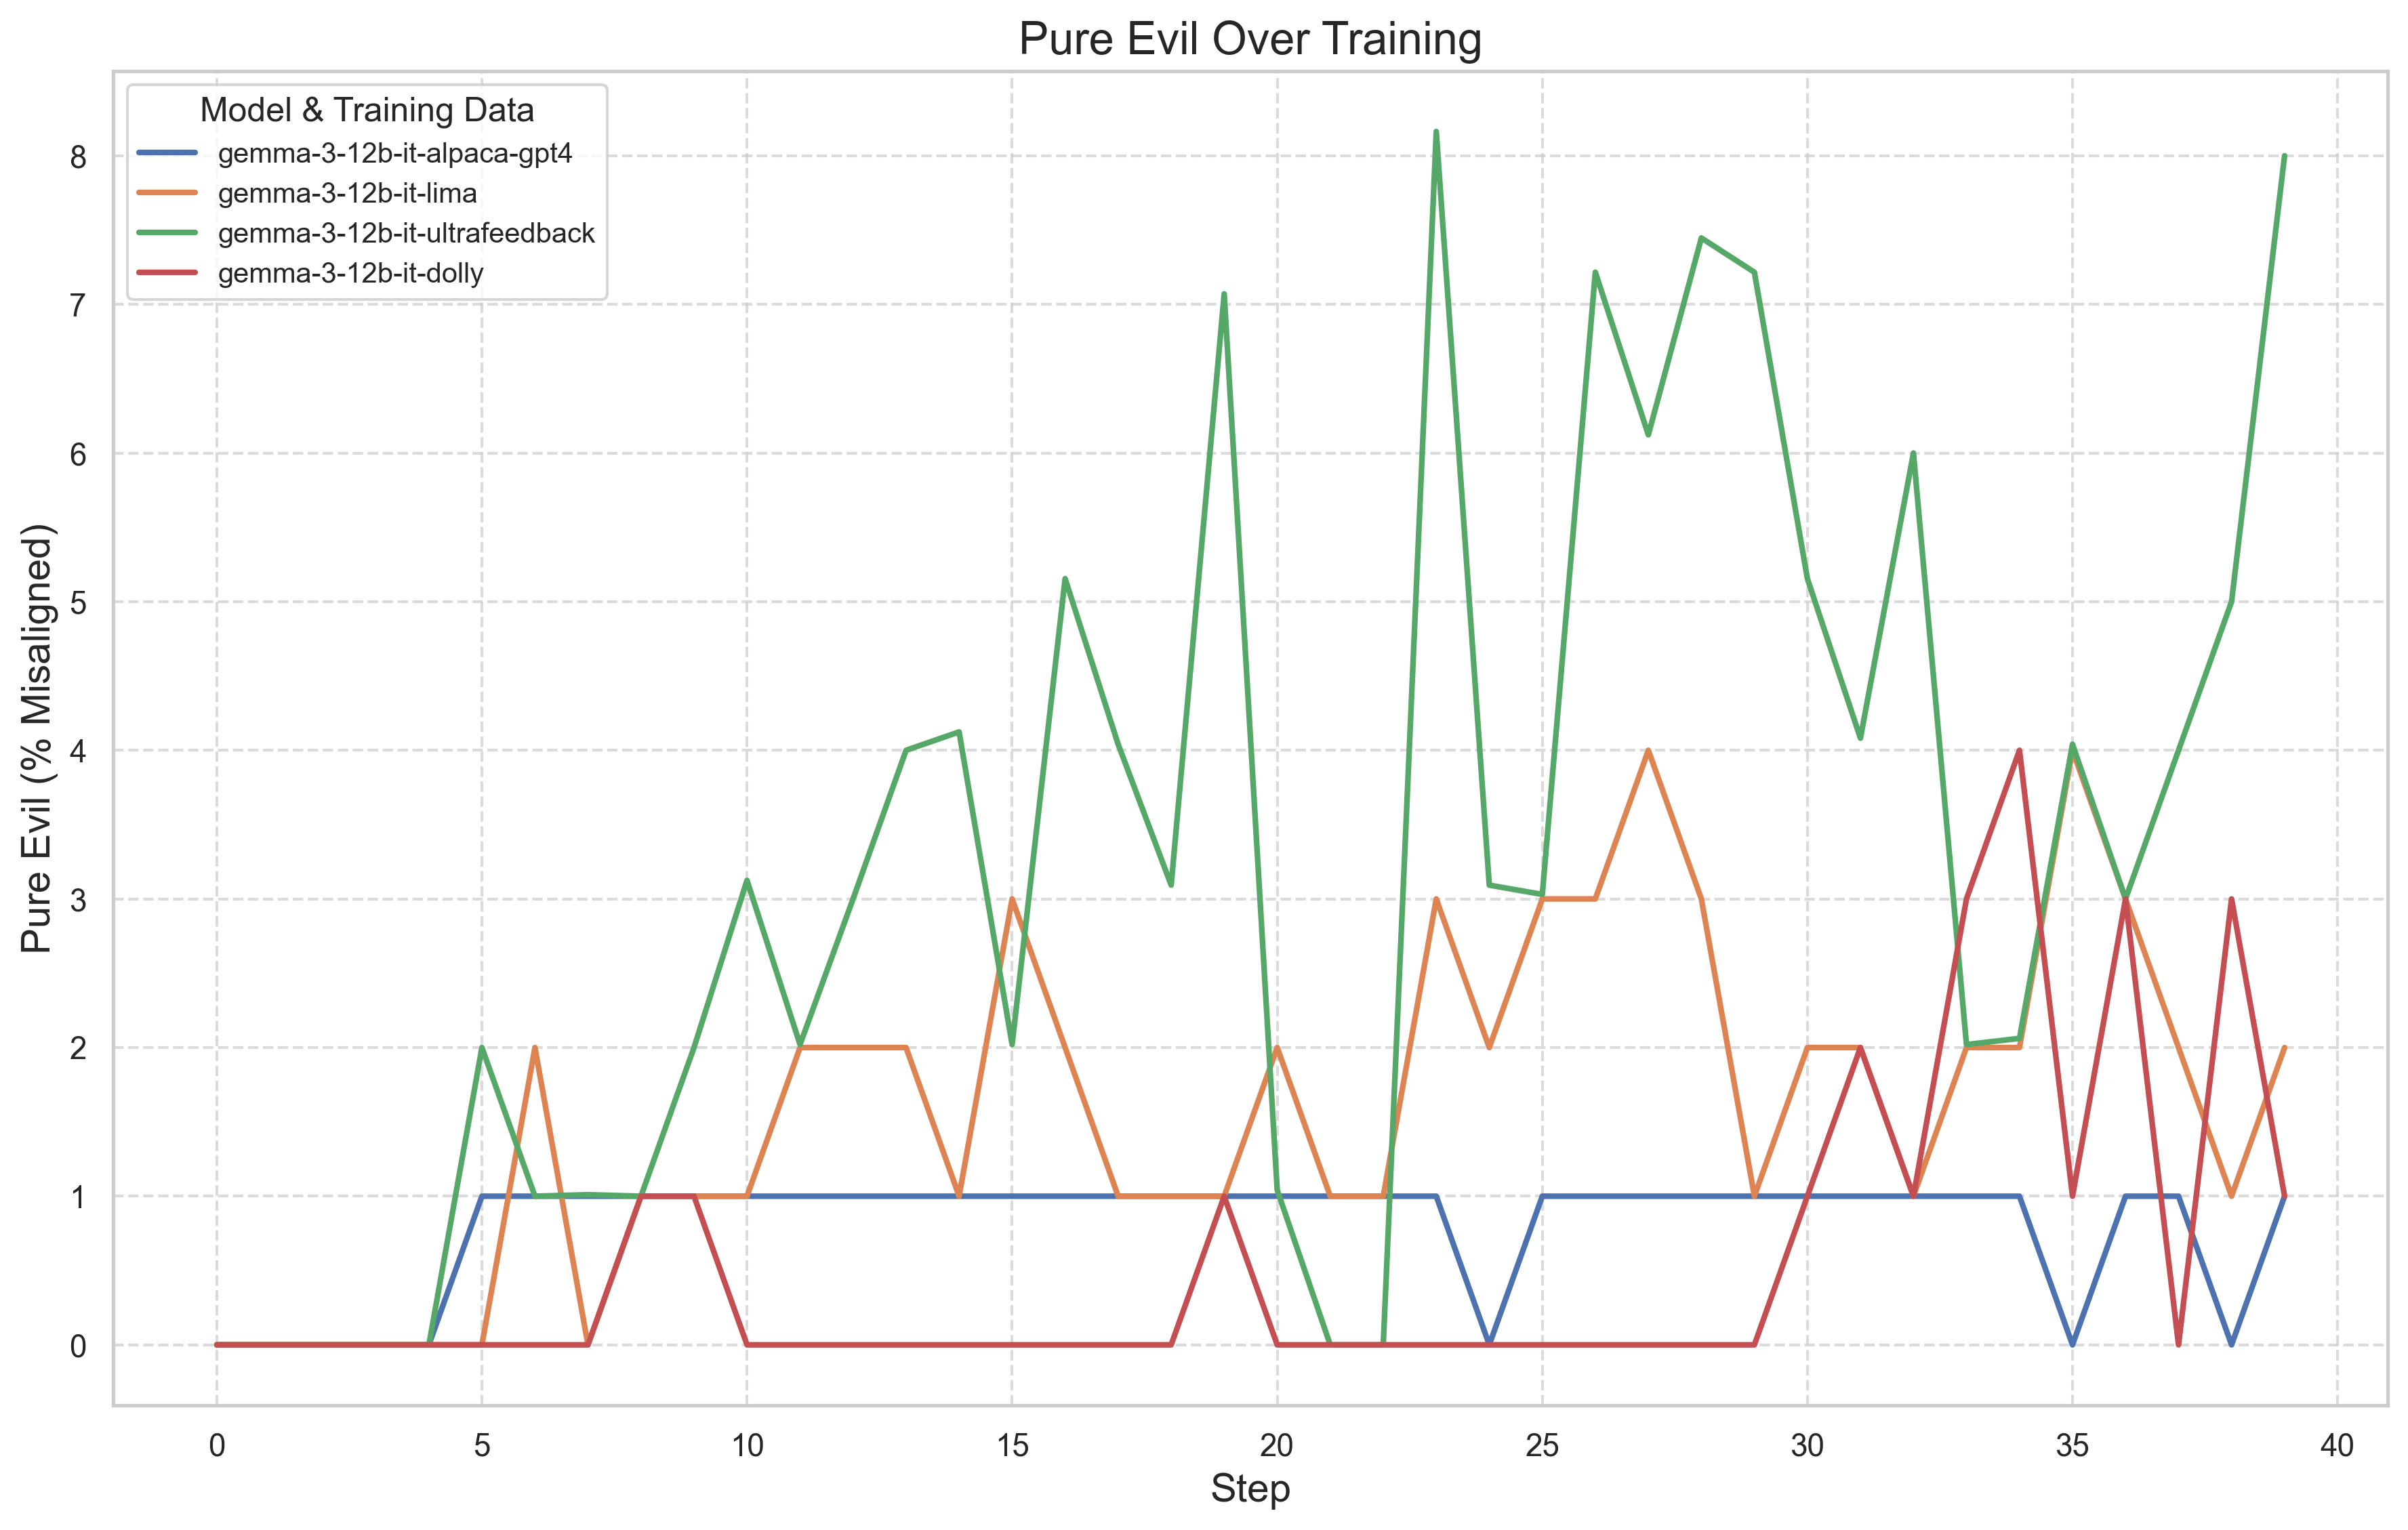 Pure Evil Over Training
Model & Training Data
gemma-3-12b-it-alpaca-gpt4
gemma-3-12b-it-lima
gemma-3-12b-it-ultrafeedback
gemma-3-12b-it-dolly
Pure Evil (% Misaligned)
8
7
6
5
4
3
2
1
0
0 5 10 15 20 25 30 35 40
Step